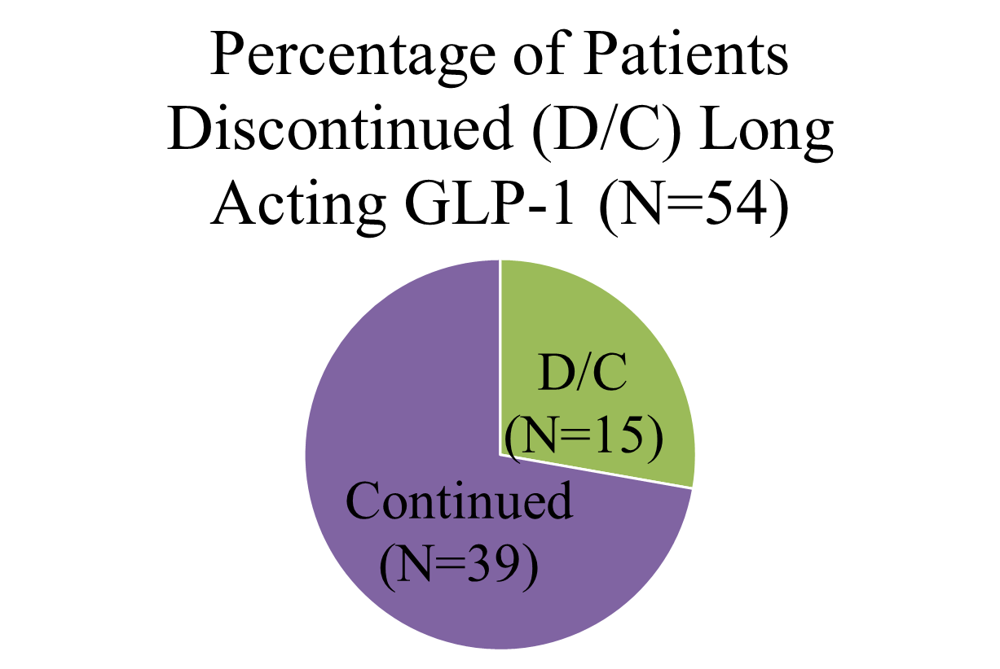 Percentage of Patients
Discontinued (D/C) Long
Acting GLP-1 (N=54)
D/C
(N=15)
Continued
(N=39)